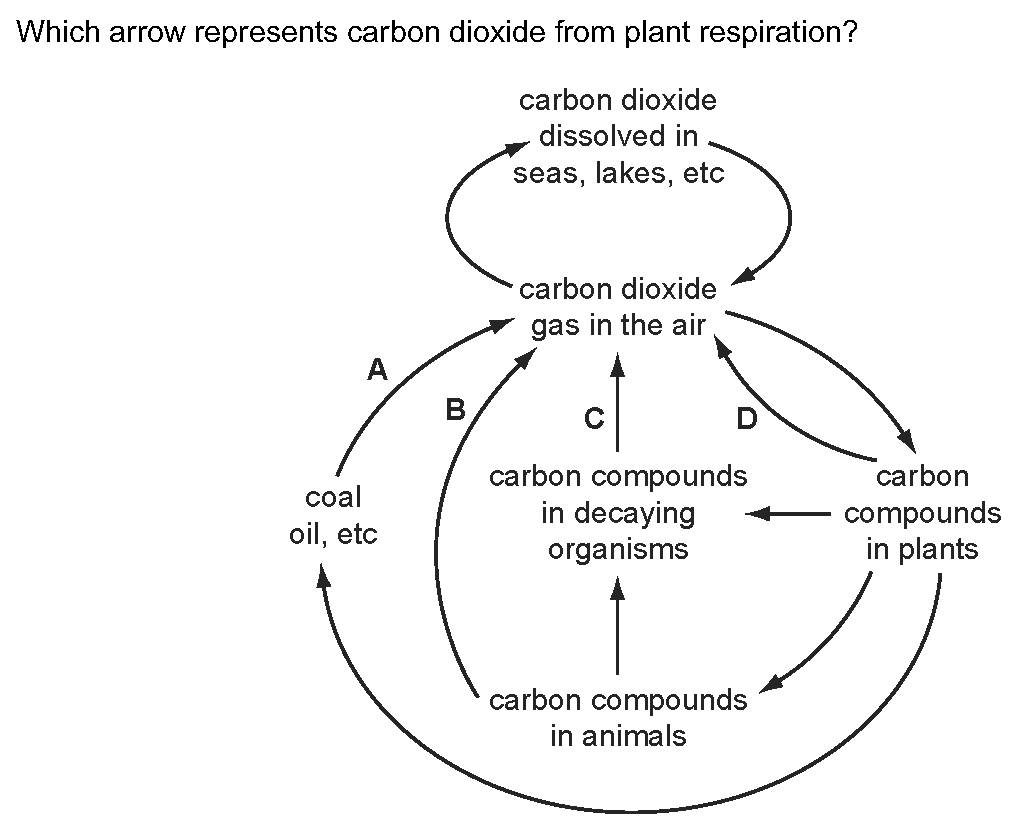 Which arrow represents carbon dioxide from plant respiration?
carbon dioxide
dissolved in
seas, lakes, etc
carbon dioxide
gas in the air
A
B
C
D
coal
oil, etc
carbon compounds
in decaying
organisms
carbon
compounds
in plants
carbon compounds
in animals